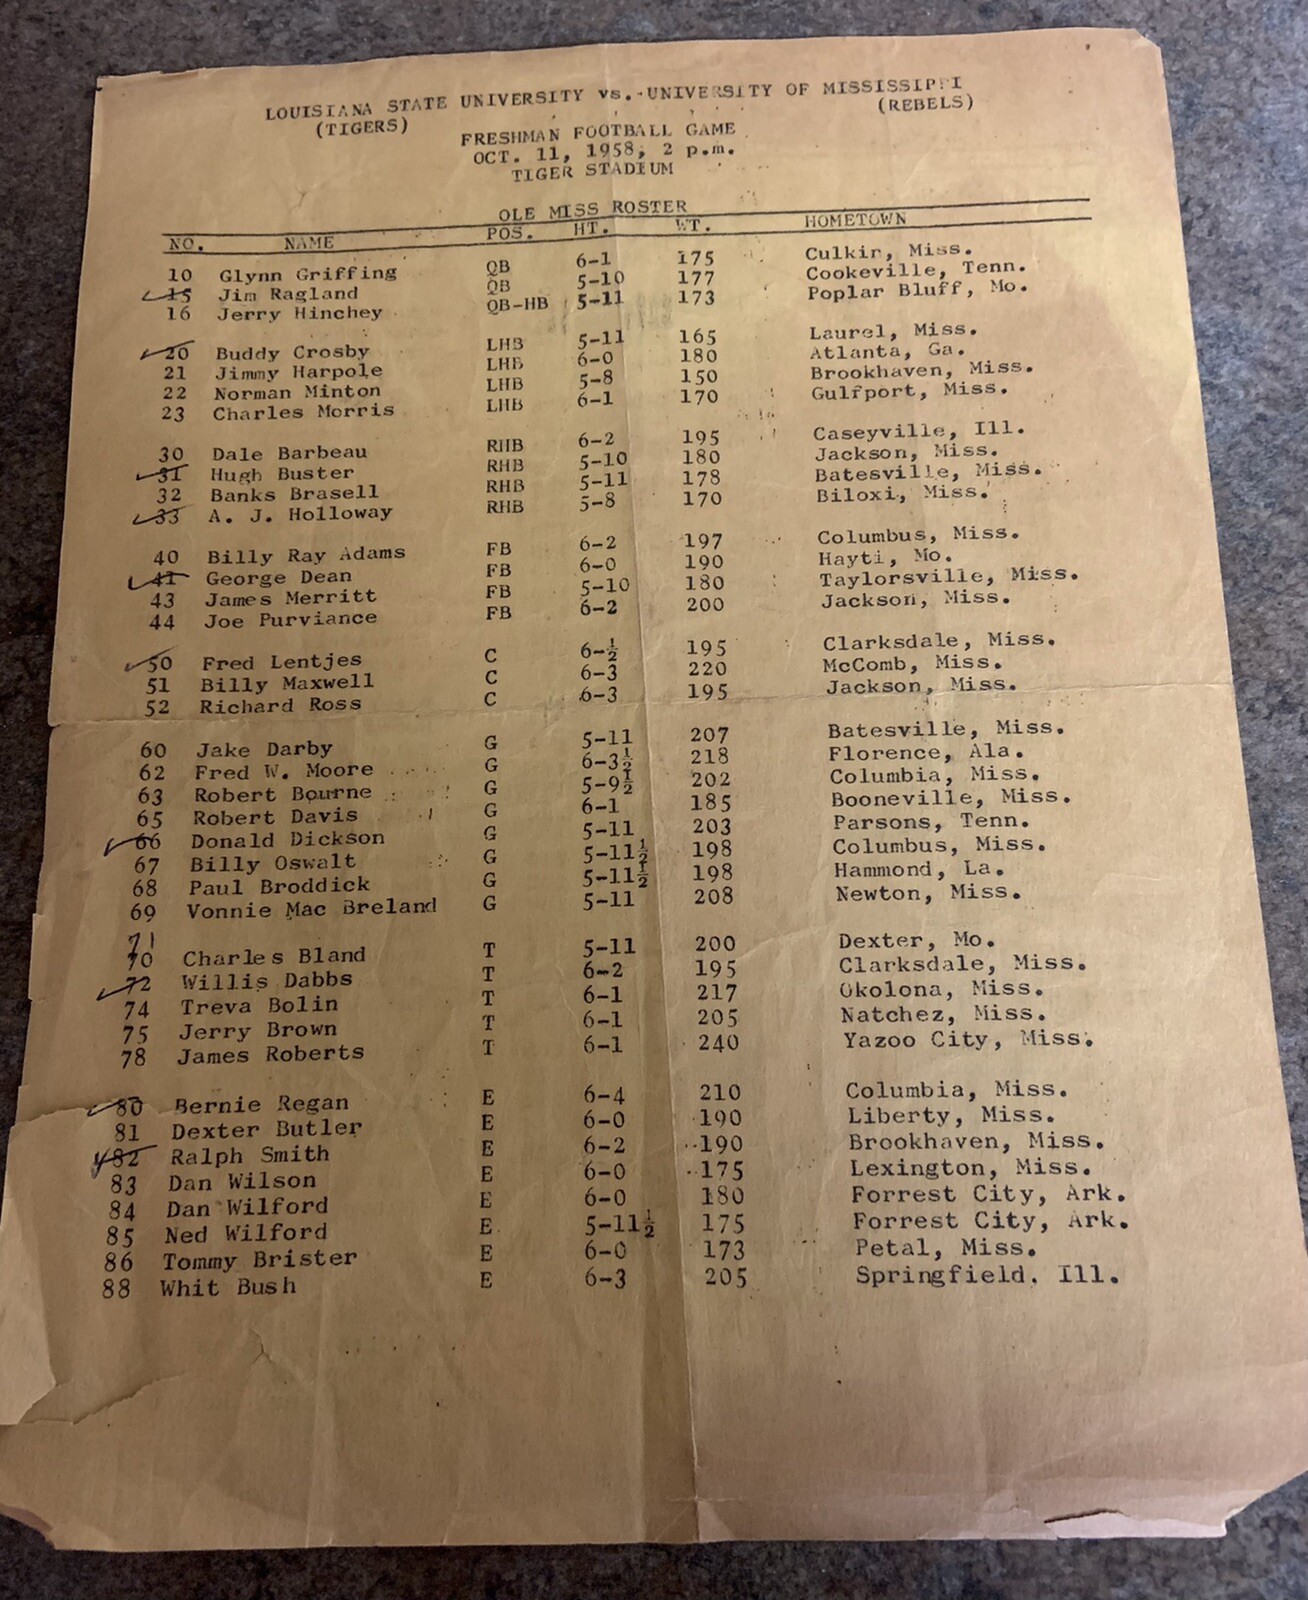 LOUISIANA STATE UNIVERSITY vs. UNIVERSITY OF MISSISSIPPI
(TIGERS) (REBELS)
FRESHMAN FOOTBALL GAME
OCT. 11, 1958, 2 p.m.
TIGER STADIUM
OLE MISS ROSTER
NO. NAME POS. HT. WT. HOMETOWN
10 Glynn Griffing QB 6-1 175 Culkin, Miss.
15 Jim Ragland QB 5-10 177 Cookeville, Tenn.
16 Jerry Hinchey QB-HB 5-11 173 Poplar Bluff, Mo.
20 Buddy Crosby LHB 5-11 165 Laurel, Miss.
21 Jimmy Harpole LHB 6-0 180 Atlanta, Ga.
22 Norman Minton LHB 5-8 150 Brookhaven, Miss.
23 Charles Morris LHB 6-1 170 Gulfport, Miss.
30 Dale Barbeau RHB 6-2 195 Caseyville, Ill.
31 Hugh Buster RHB 5-10 180 Jackson, Miss.
32 Banks Brasell RHB 5-11 178 Batesville, Miss.
33 A. J. Holloway RHB 5-8 170 Biloxi, Miss.
40 Billy Ray Adams FB 6-2 197 Columbus, Miss.
41 George Dean FB 6-0 190 Hayti, Mo.
43 James Merritt FB 5-10 180 Taylorsville, Miss.
44 Joe Purviance FB 6-2 200 Jackson, Miss.
50 Fred Lentjes C 6-½ 195 Clarksdale, Miss.
51 Billy Maxwell C 6-3 220 McComb, Miss.
52 Richard Ross C 6-3 195 Jackson, Miss.
60 Jake Darby G 5-11 207 Batesville, Miss.
62 Fred W. Moore G 6-3½ 218 Florence, Ala.
63 Robert Bourne G 5-9½ 202 Columbia, Miss.
65 Robert Davis G 6-1 185 Booneville, Miss.
66 Donald Dickson G 5-11 203 Parsons, Tenn.
67 Billy Oswalt G 5-11½ 198 Columbus, Miss.
68 Paul Broddick G 5-11½ 198 Hammond, La.
69 Vonnie Mac Breland G 5-11 208 Newton, Miss.
71
70 Charles Bland T 5-11 200 Dexter, Mo.
72 Willis Dabbs T 6-2 195 Clarksdale, Miss.
74 Treva Bolin T 6-1 217 Okolona, Miss.
75 Jerry Brown T 6-1 205 Natchez, Miss.
78 James Roberts T 6-1 240 Yazoo City, Miss.
80 Bernie Regan E 6-4 210 Columbia, Miss.
81 Dexter Butler E 6-0 190 Liberty, Miss.
82 Ralph Smith E 6-2 190 Brookhaven, Miss.
83 Dan Wilson E 6-0 175 Lexington, Miss.
84 Dan Wilford E 6-0 180 Forrest City, Ark.
85 Ned Wilford E 5-11½ 175 Forrest City, Ark.
86 Tommy Brister E 6-0 173 Petal, Miss.
88 Whit Bush E 6-3 205 Springfield. Ill.